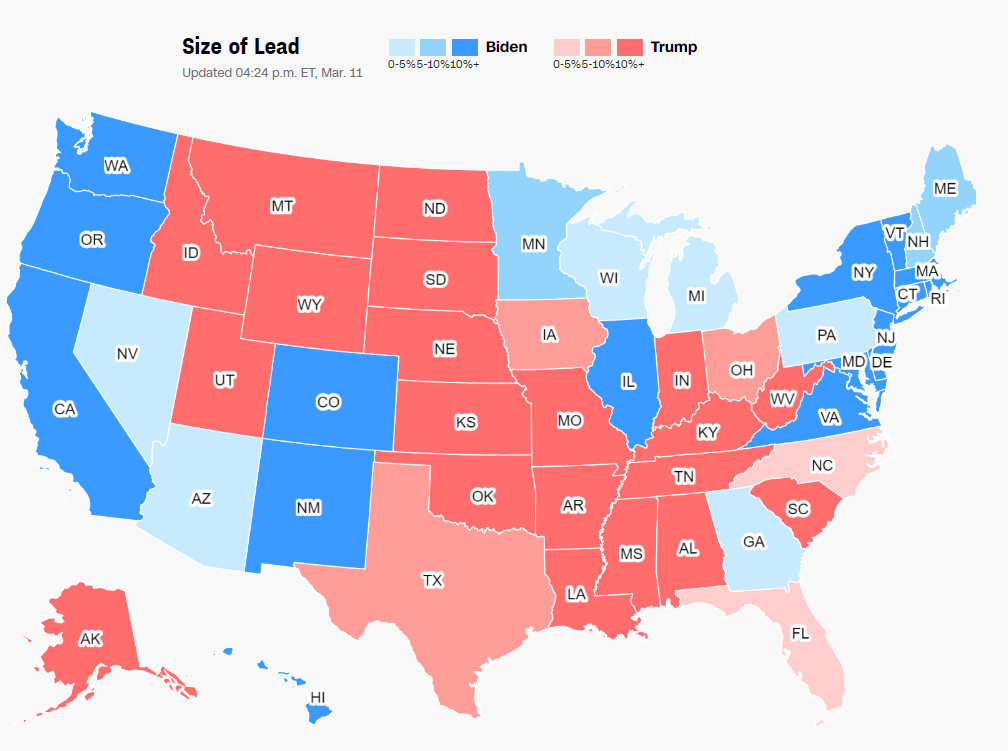 Size of Lead
Updated 04:24 p.m. ET, Mar. 11
Biden
0-5%5-10%10%+
Trump
0-5%5-10%10%+
WA
MT
ND
MN
ME
OR
ID
SD
WI
MI
VT
NH
NY
MA
CT
RI
WY
NV
UT
CO
NE
IA
IL
IN
OH
PA
NJ
MD
DE
WV
VA
CA
KS
MO
KY
NC
TN
AZ
NM
OK
AR
SC
MS
AL
GA
TX
LA
FL
AK
HI